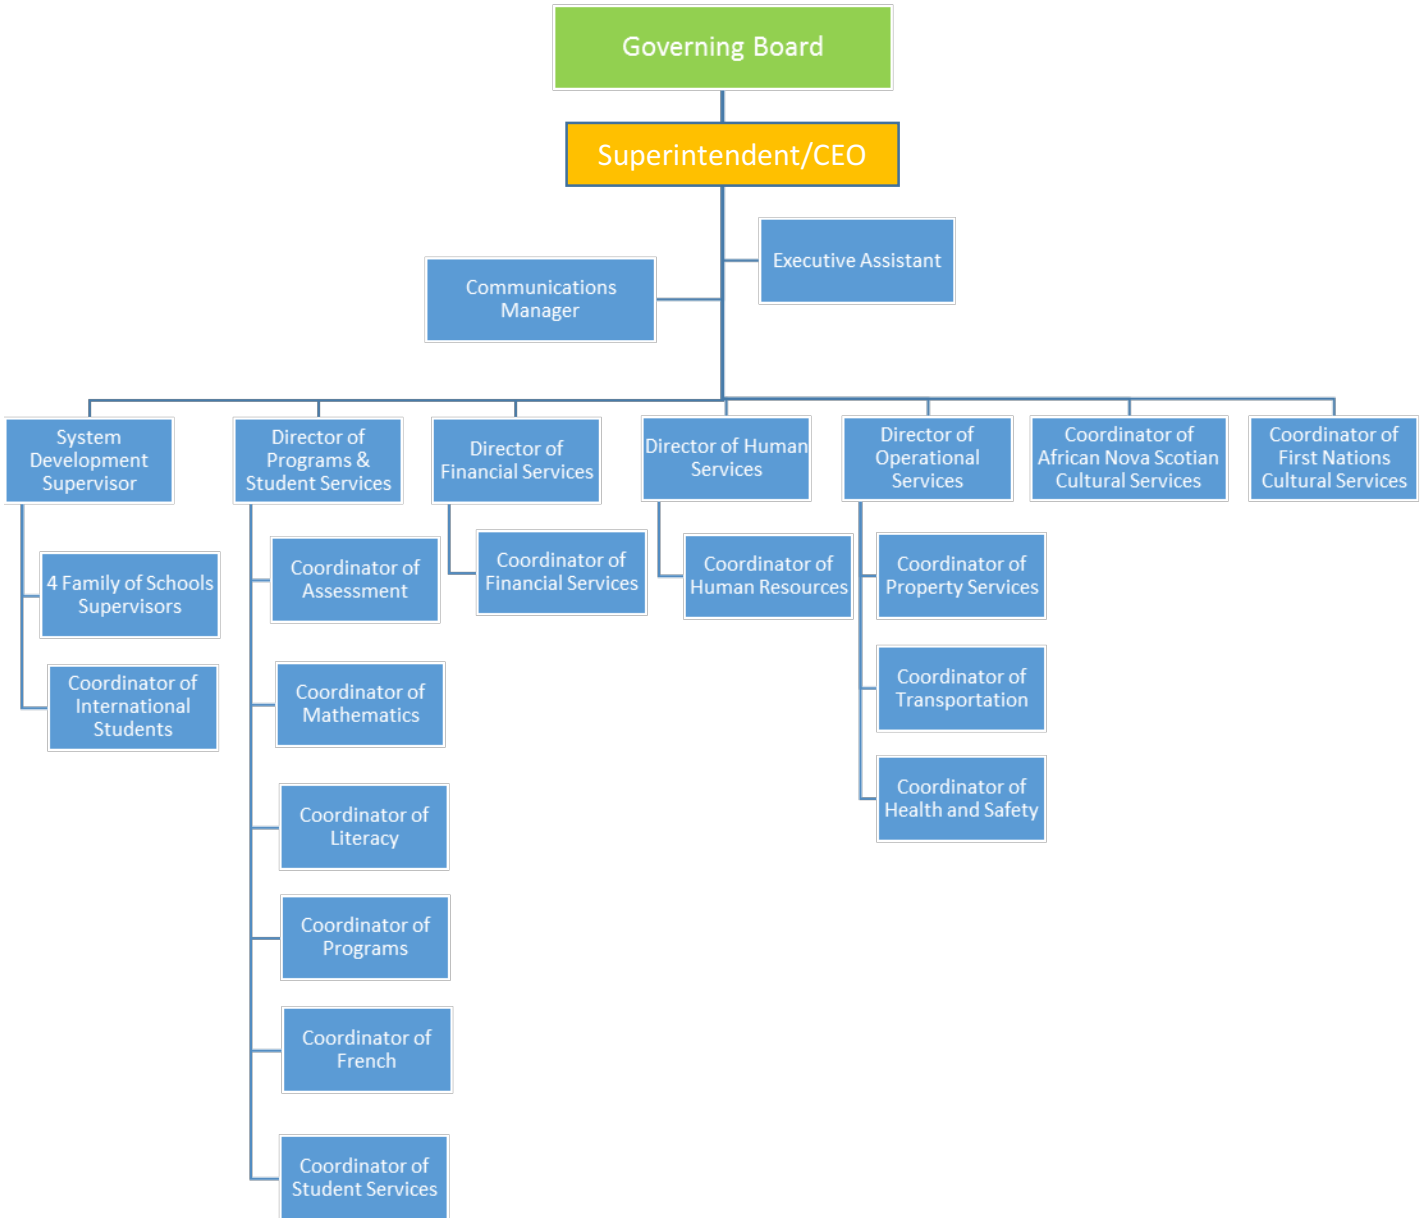 Governing Board
Superintendent/CEO
Executive Assistant
Communications
Manager
System
Development
Supervisor
Director of
Programs &
Student Services
Director of
Financial Services
Director of Human
Services
Director of
Operational
Services
Coordinator of
African Nova Scotian
Cultural Services
Coordinator of
First Nations
Cultural Services
4 Family of Schools
Supervisors
Coordinator of
International
Students
Coordinator of
Assessment
Coordinator of
Mathematics
Coordinator of
Literacy
Coordinator of
Programs
Coordinator of
French
Coordinator of
Student Services
Coordinator of
Financial Services
Coordinator of
Human Resources
Coordinator of
Property Services
Coordinator of
Transportation
Coordinator of
Health and Safety